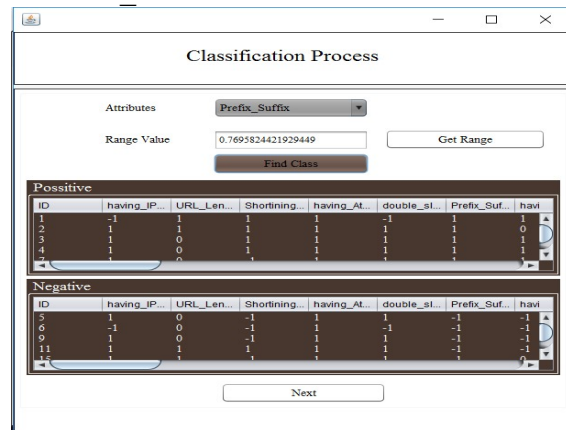 Classification Process
Attributes Prefix_Suffix
Range Value 0.7695824421929449 Get Range
Find Class
Possitive
ID having_IP... URL_Len... Shortining... having_At... double_sl... Prefix_Suf... havi
1 -1 1 1 1 -1 1 1
2 1 1 1 1 1 1 0
3 1 0 1 1 1 1 1
4 1 0 1 1 1 1 1
Negative
ID having_IP... URL_Len... Shortining... having_At... double_sl... Prefix_Suf... havi
5 1 0 -1 1 1 -1 -1
6 -1 0 -1 1 -1 -1 -1
9 1 0 -1 1 1 -1 -1
11 1 1 1 1 1 -1 -1
Next